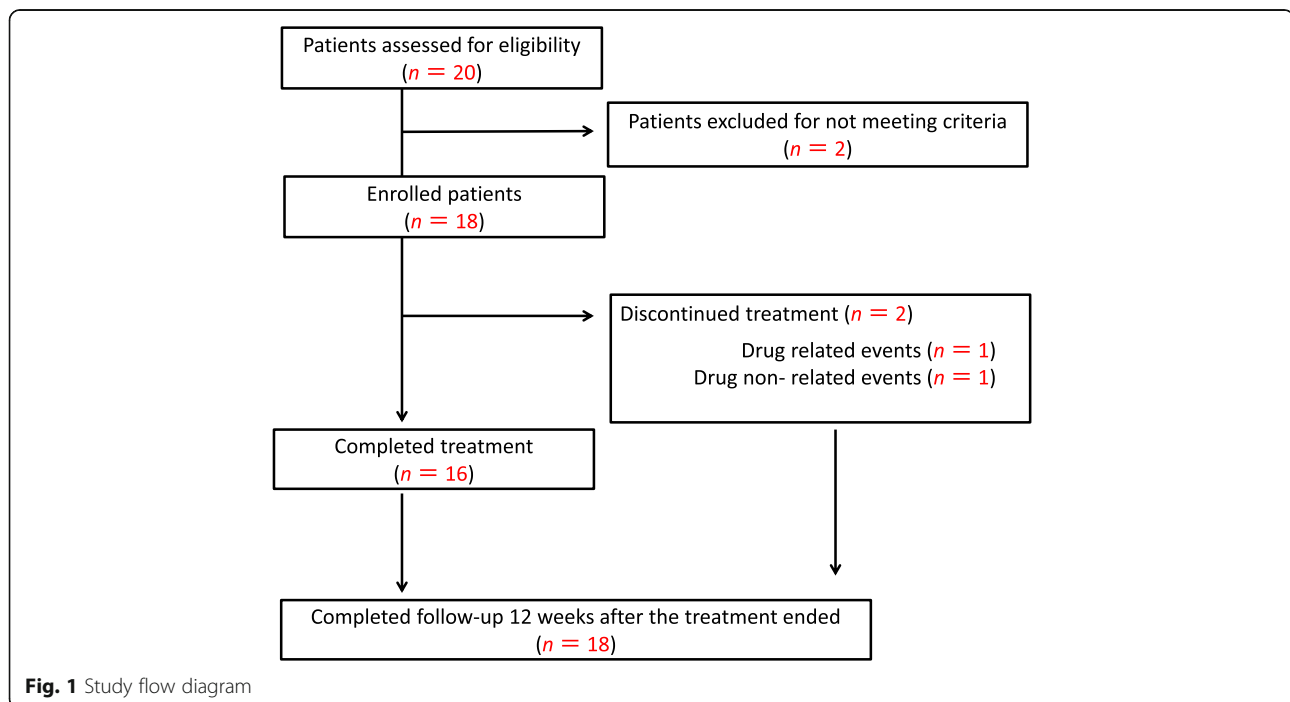 Patients assessed for eligibility
(n = 20)
Patients excluded for not meeting criteria
(n = 2)
Enrolled patients
(n = 18)
Discontinued treatment (n = 2)
Drug related events (n = 1)
Drug non- related events (n = 1)
Completed treatment
(n = 16)
Completed follow-up 12 weeks after the treatment ended
(n = 18)
Fig. 1 Study flow diagram